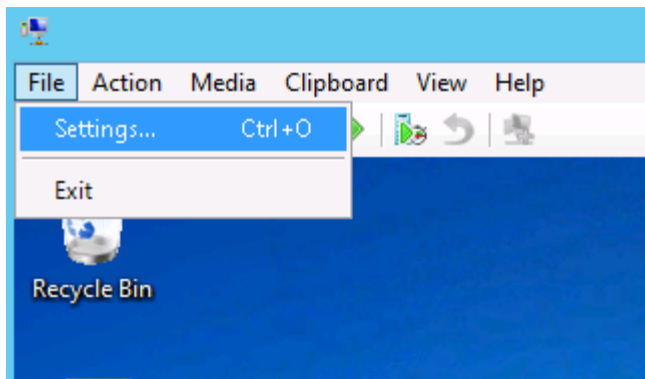 File Action Media Clipboard View Help
Settings... Ctrl+O
Exit
Recycle Bin